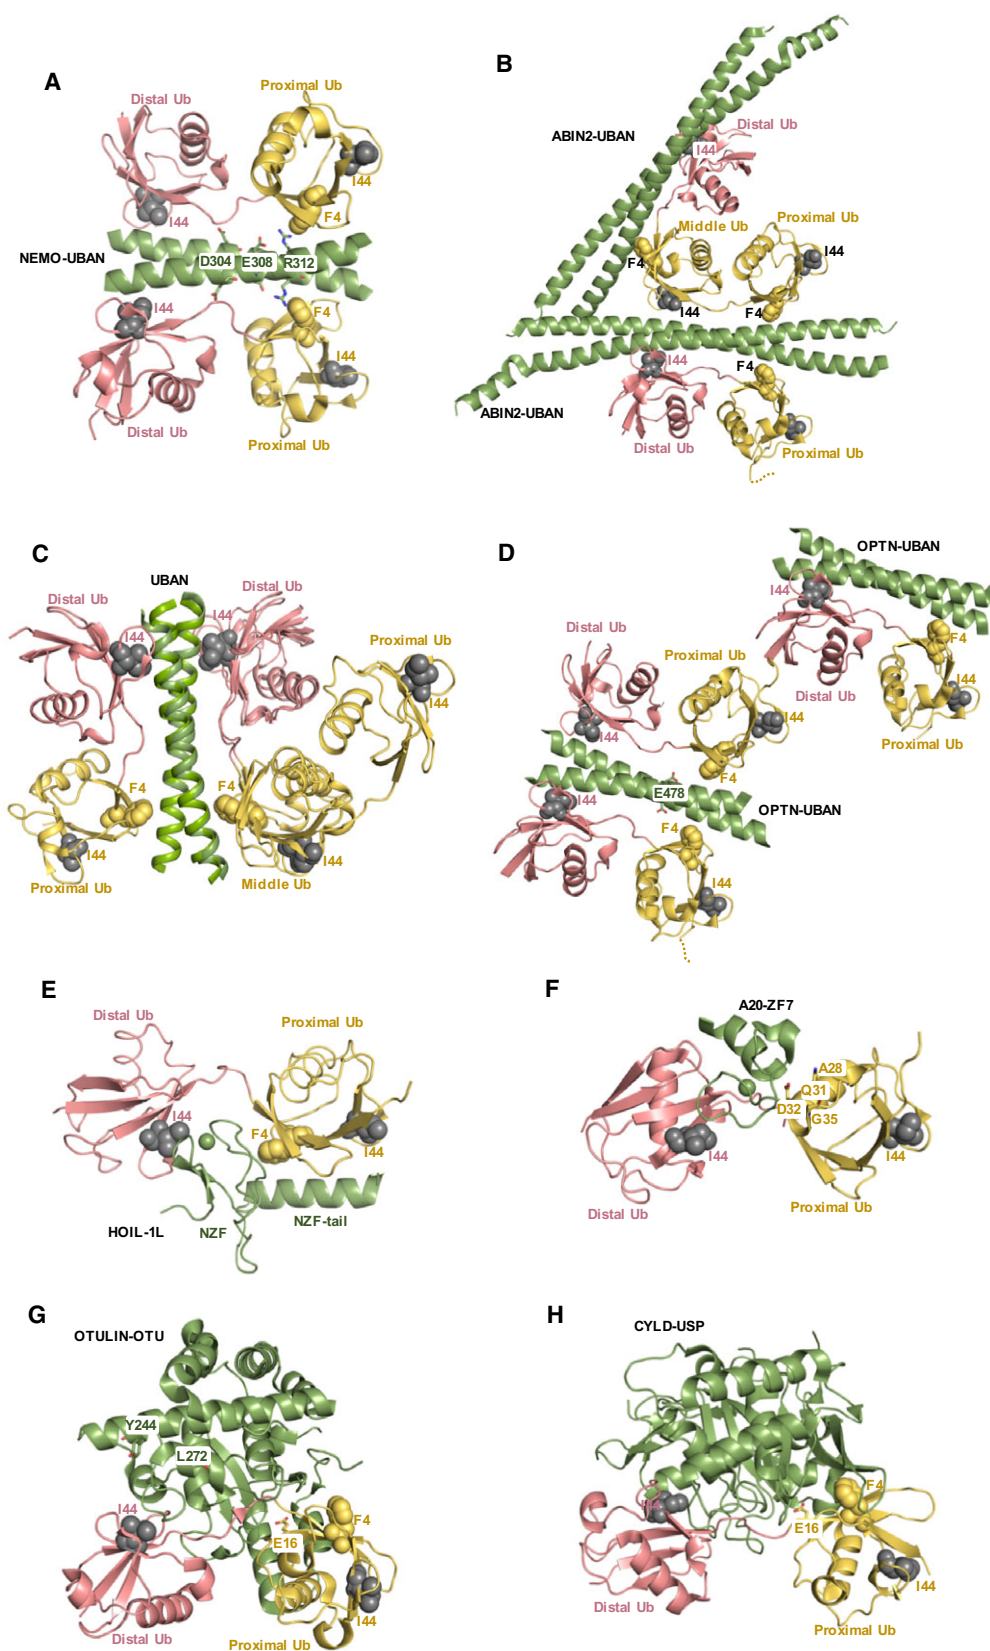 A
Distal Ub
Proximal Ub
I44
I44
F4
NEMO-UBAN
D304
E308
R312
I44
F4
I44
Distal Ub
Proximal Ub
B
ABIN2-UBAN
Distal Ub
I44
Middle Ub
Proximal Ub
F4
I44
I44
F4
I44
F4
ABIN2-UBAN
Distal Ub
Proximal Ub
C
UBAN
Distal Ub
Distal Ub
I44
I44
Proximal Ub
I44
F4
F4
I44
I44
Proximal Ub
Middle Ub
D
OPTN-UBAN
I44
Distal Ub
F4
Proximal Ub
Distal Ub
I44
I44
I44
Proximal Ub
F4
E478
I44
OPTN-UBAN
F4
I44
E
Distal Ub
Proximal Ub
I44
F4
I44
HOIL-1L
NZF
NZF-tail
F
A20-ZF7
A28
Q31
D32
G35
I44
I44
Distal Ub
Proximal Ub
G
OTULIN-OTU
Y244
L272
I44
F4
E16
I44
Distal Ub
Proximal Ub
H
CYLD-USP
I44
F4
E16
I44
Distal Ub
Proximal Ub